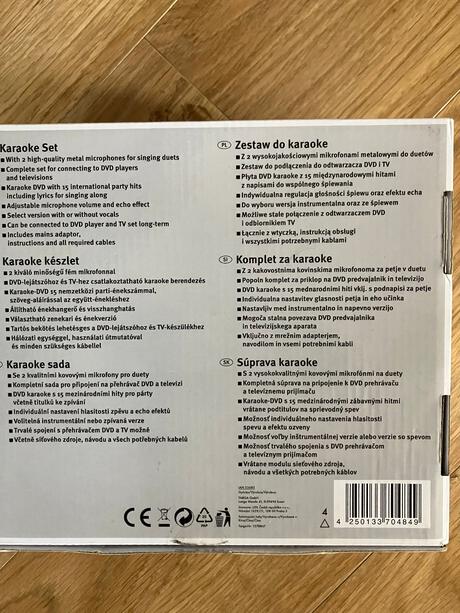 Karaoke Set
■ With 2 high-quality metal microphones for singing duets
■ Complete set for connecting to DVD players
and televisions
■ Karaoke DVD with 15 international party hits
including lyrics for singing along
■ Adjustable microphone volume and echo effect
■ Select version with or without vocals
■ Can be connected to DVD player and TV set long-term
■ Includes mains adaptor,
instructions and all required cables
Karaoke készlet
■ 2 kiváló minőségű fém mikrofonnal
■ DVD-lejátszóhoz és TV-hez csatlakoztatható karaoke berendezés
■ Karaoke-DVD 15 nemzetközi parti-énekszámmal,
szöveg-aláírással az együtt-énekléshez
■ Állítható énekhangerő és visszhanghatás
■ Választható zenekari és énekverzió
■ Tartós bekötés lehetséges a DVD-lejátszóhoz és TV-készülékhez
■ Hálózati egységgel, használati útmutatóval
és minden szükséges kábellel
Karaoke sada
■ Se 2 kvalitními kovovými mikrofony pro duety
■ Kompletní sada pro připojení na přehrávač DVD a televizi
■ DVD karaoke s 15 mezinárodními hity pro párty
včetně titulků ke zpívání
■ Individuální nastavení hlasitosti zpěvu a echo efektů
■ Volitelná instrumentální nebo zpívaná verze
■ Trvalé spojení s přehrávačem DVD a TV možné
■ Včetně síťového zdroje, návodu a všech potřebných kabelů
PL Zestaw do karaoke
■ Z 2 wysokojakościowymi mikrofonami metalowymi do duetów
■ Zestaw do podłączenia do odtwarzacza DVD i TV
■ Płyta DVD karaoke z 15 międzynarodowymi hitami
z napisami do wspólnego śpiewania
■ Indywidualna regulacja głośności śpiewu oraz efektu echa
■ Do wyboru wersja instrumentalna oraz ze śpiewem
■ Możliwe stałe połączenie z odtwarzaczem DVD
i odbiornikiem TV
■ Łącznie z wtyczką, instrukcją obsługi
i wszystkimi potrzebnymi kablami
SI Komplet za karaoke
■ Z 2 kakovostnima kovinskima mikrofonoma za petje v duetu
■ Popoln komplet za priklop na DVD predvajalnik in televizijo
■ DVD karaoke s 15 mednarodnimi hiti vklj. s podnapisi za petje
■ Individualna nastavitev glasnosti petja in eho učinka
■ Nastavljiv med instrumentalno in napevno verzijo
■ Mogoča stalna povezava DVD predvajalnika
in televizijskega aparata
■ Vključno z mrežnim adapterjem,
navodilom in vsemi potrebnimi kabli
SK Súprava karaoke
■ S 2 vysokokvalitnými kovovými mikrofónmi na duety
■ Kompletná súprava na pripojenie k DVD prehrávaču
a televíznemu prijímaču
■ Karaoke-DVD s 15 medzinárodnými zábavnými hitmi
vrátane podtitulov na sprievodný spev
■ Možnosť individuálneho nastavenia hlasitosti
spevu a efektu ozveny
■ Možnosť voľby inštrumentálnej verzie alebo verzie so spevom
■ Možnosť trvalého spojenia s DVD prehrávačom
a televíznym prijímačom
■ Vrátane modulu sieťového zdroja,
návodu a všetkých potrebných káblov
CE
PAP
TARGA GmbH
4
4 250133 704849